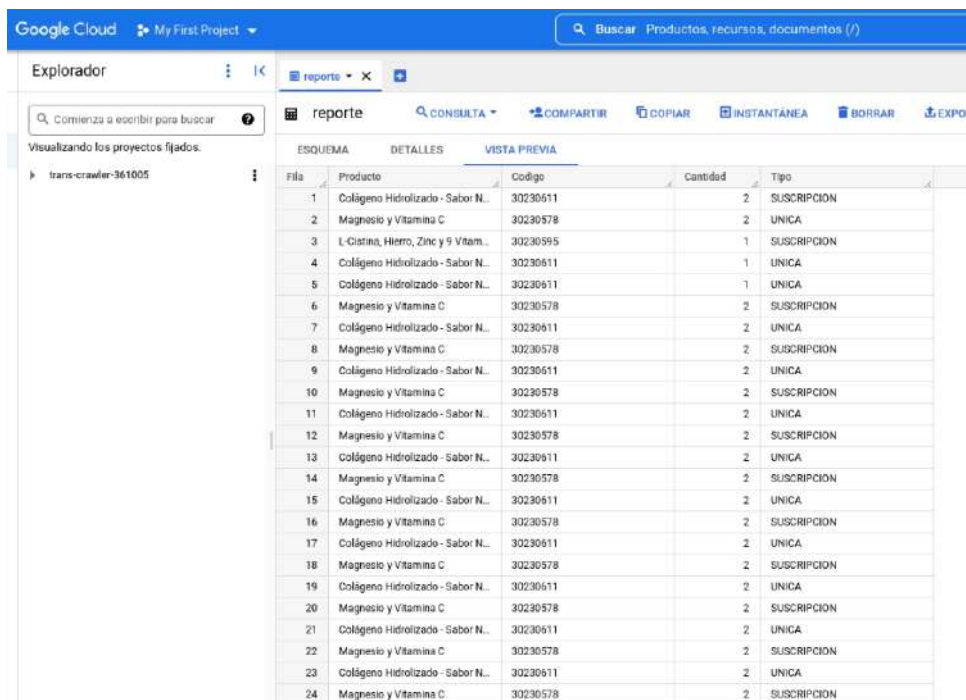 Google Cloud My First Project Buscar Productos, recursos, documentos (/)
Explorador
reporte
Comienza a escribir para buscar
reporte CONSULTA COMPARTIR COPIAR INSTANTÁNEA BORRAR EXPO
Visualizando los proyectos fijados.
ESQUEMA DETALLES VISTA PREVIA
trans-crawler-361005
Fila Producto Codigo Cantidad Tipo
1 Colágeno Hidrolizado - Sabor N... 30230611 2 SUSCRIPCION
2 Magnesio y Vitamina C 30230578 2 UNICA
3 L-Cistina, Hierro, Zinc y 9 Vitam... 30230595 1 SUSCRIPCION
4 Colágeno Hidrolizado - Sabor N... 30230611 1 UNICA
5 Colágeno Hidrolizado - Sabor N... 30230611 1 UNICA
6 Magnesio y Vitamina C 30230578 2 SUSCRIPCION
7 Colágeno Hidrolizado - Sabor N... 30230611 2 UNICA
8 Magnesio y Vitamina C 30230578 2 SUSCRIPCION
9 Colágeno Hidrolizado - Sabor N... 30230611 2 UNICA
10 Magnesio y Vitamina C 30230578 2 SUSCRIPCION
11 Colágeno Hidrolizado - Sabor N... 30230611 2 UNICA
12 Magnesio y Vitamina C 30230578 2 SUSCRIPCION
13 Colágeno Hidrolizado - Sabor N... 30230611 2 UNICA
14 Magnesio y Vitamina C 30230578 2 SUSCRIPCION
15 Colágeno Hidrolizado - Sabor N... 30230611 2 UNICA
16 Magnesio y Vitamina C 30230578 2 SUSCRIPCION
17 Colágeno Hidrolizado - Sabor N... 30230611 2 UNICA
18 Magnesio y Vitamina C 30230578 2 SUSCRIPCION
19 Colágeno Hidrolizado - Sabor N... 30230611 2 UNICA
20 Magnesio y Vitamina C 30230578 2 SUSCRIPCION
21 Colágeno Hidrolizado - Sabor N... 30230611 2 UNICA
22 Magnesio y Vitamina C 30230578 2 SUSCRIPCION
23 Colágeno Hidrolizado - Sabor N... 30230611 2 UNICA
24 Magnesio y Vitamina C 30230578 2 SUSCRIPCION